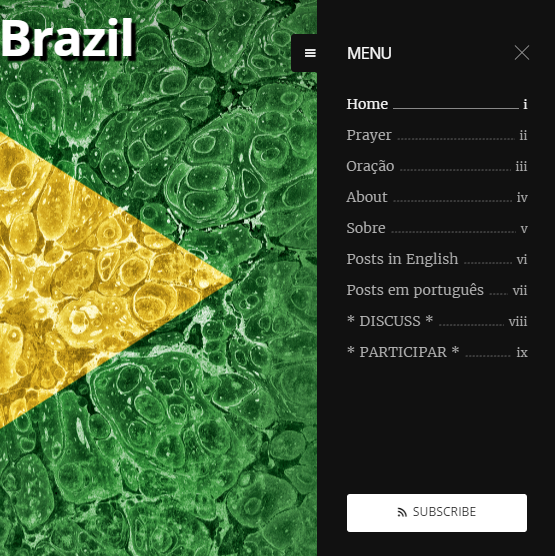 Brazil
MENU
Home i
Prayer ii
Oração iii
About iv
Sobre v
Posts in English vi
Posts em português vii
* DISCUSS * viii
* PARTICIPAR * ix
SUBSCRIBE